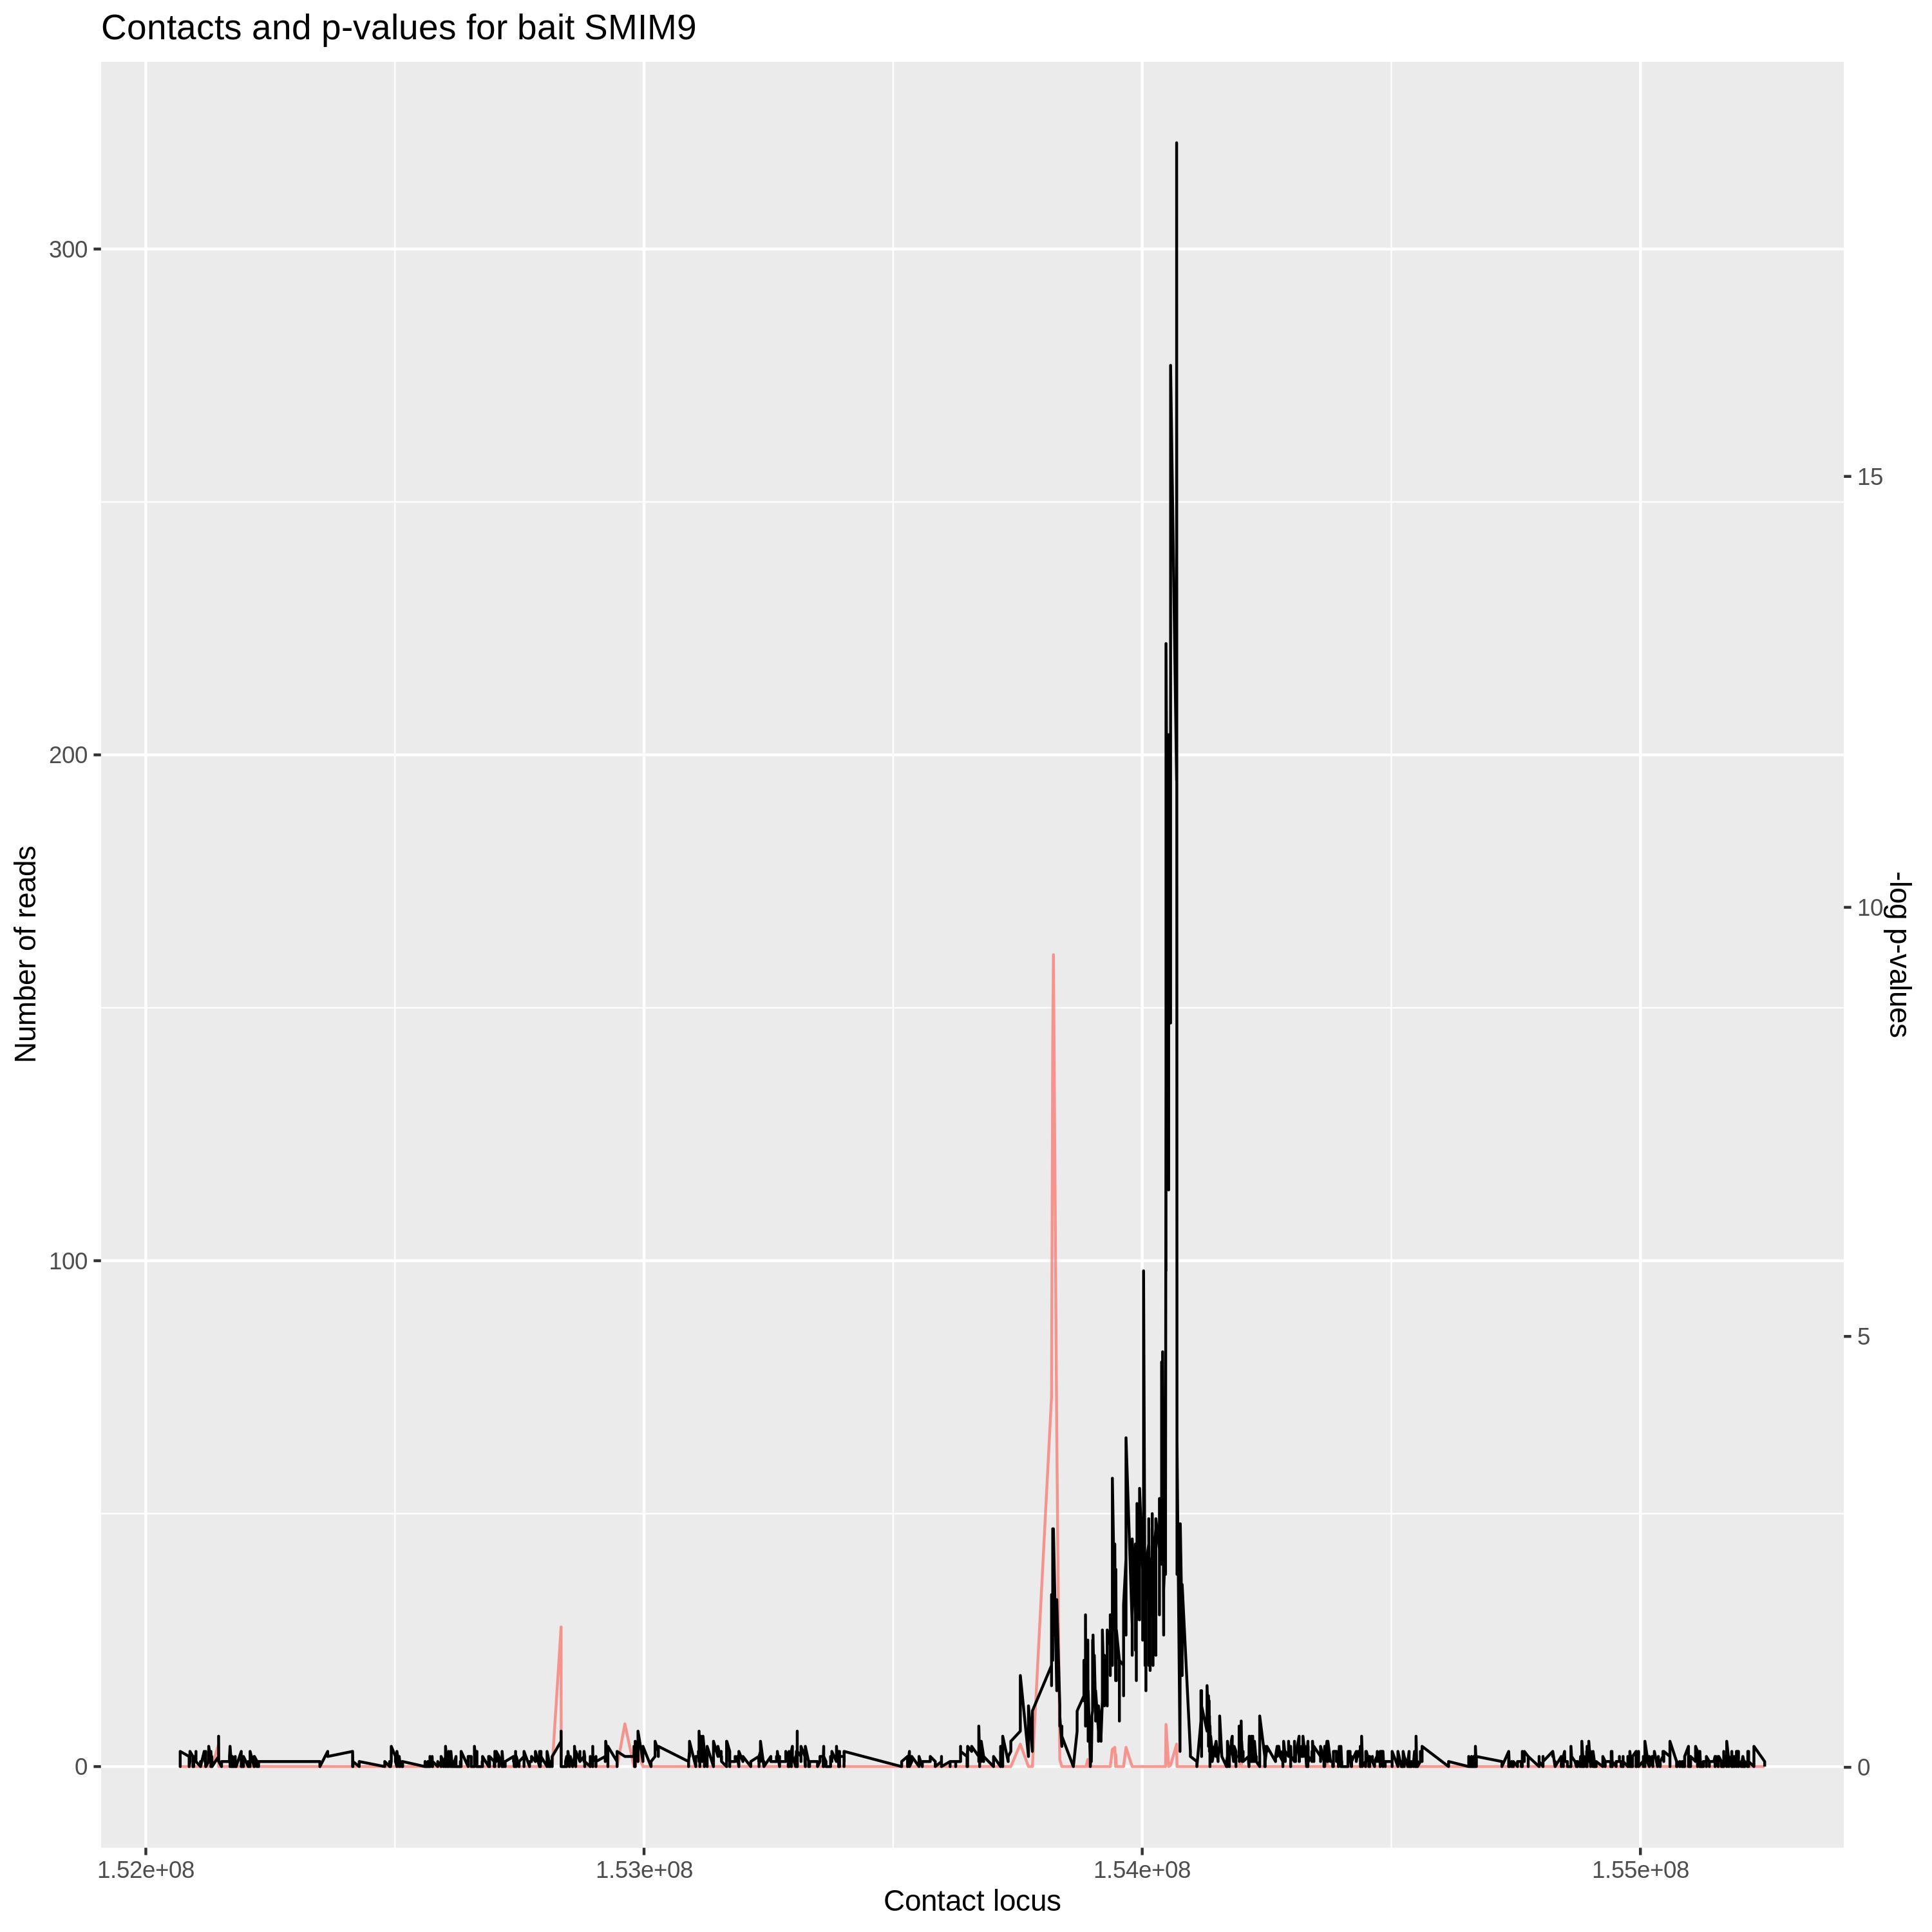 Contacts and p-values for bait SMIM9
300
200
100
0
Number of reads
15
10
5
0
-log p-values
1.52e+08 1.53e+08 1.54e+08 1.55e+08
Contact locus